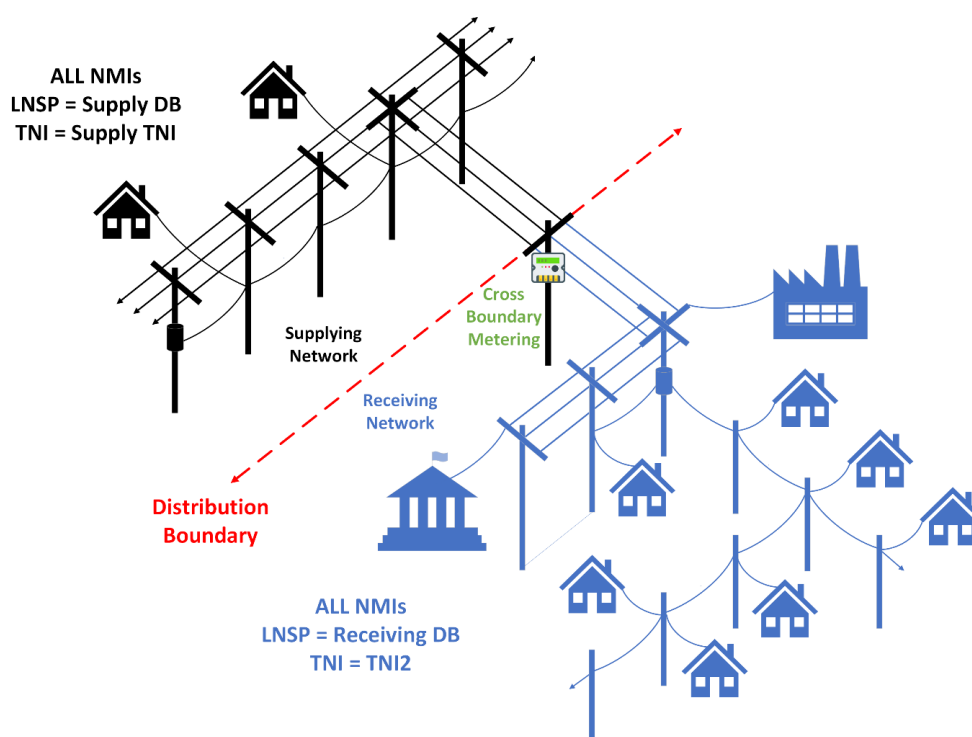 ALL NMIs
LNSP = Supply DB
TNI = Supply TNI
Supplying
Network
Cross
Boundary
Metering
Receiving
Network
Distribution
Boundary
ALL NMIs
LNSP = Receiving DB
TNI = TNI2